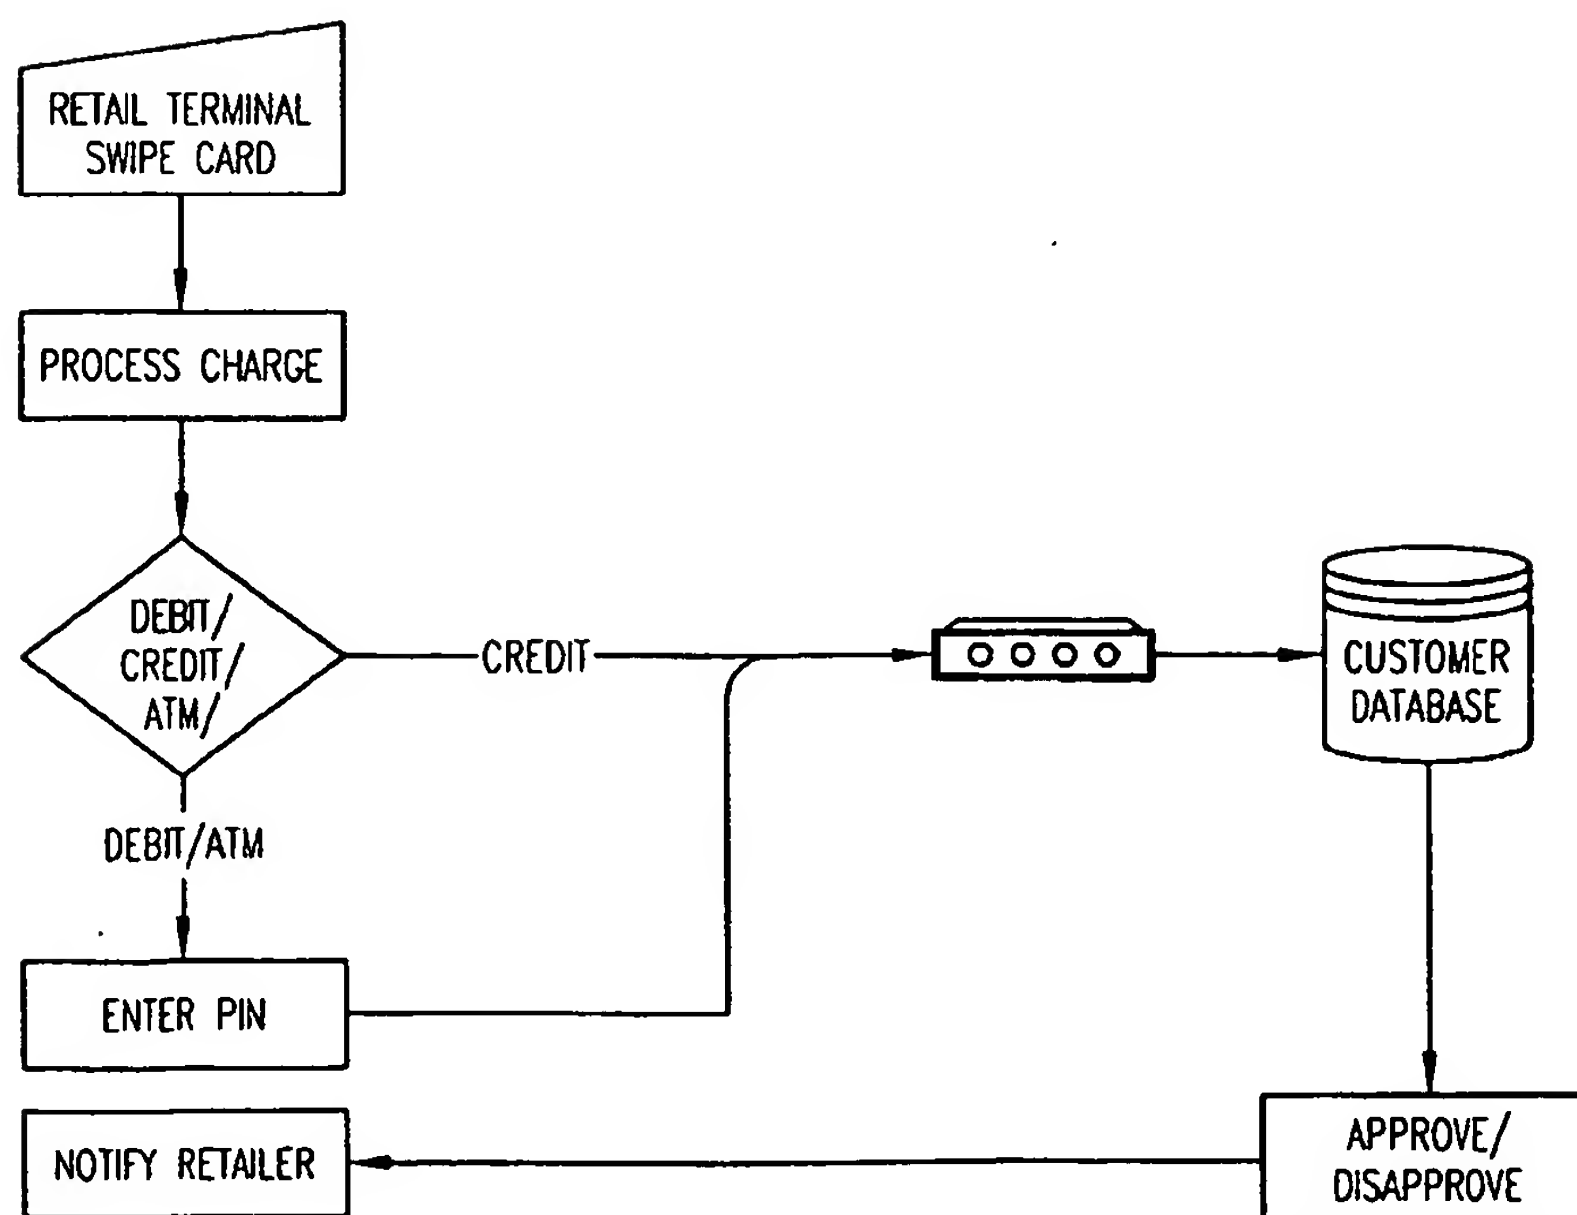 RETAIL TERMINAL
SWIPE CARD
PROCESS CHARGE
DEBIT/
CREDIT/
ATM/
CREDIT
CUSTOMER
DATABASE
DEBIT/ATM
ENTER PIN
APPROVE/
DISAPPROVE
NOTIFY RETAILER